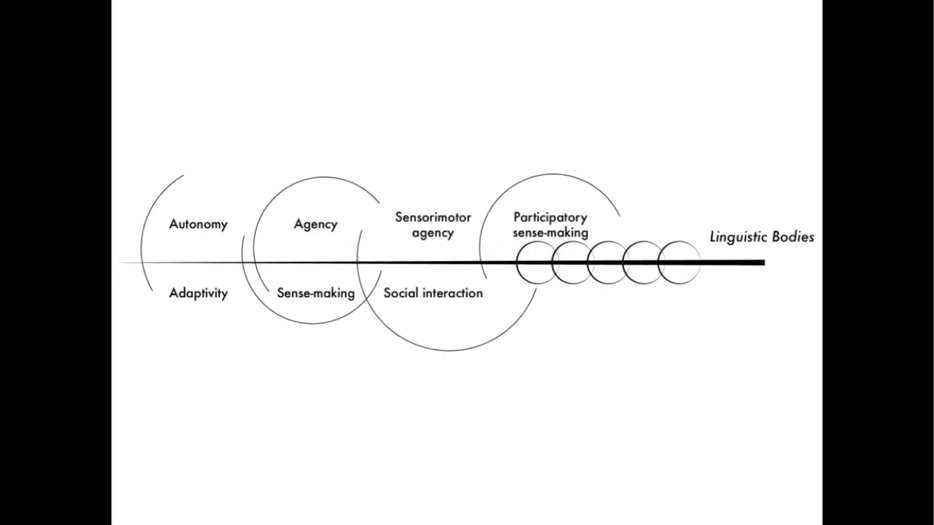 Autonomy
Agency
Sensorimotor
agency
Participatory
sense-making
Linguistic Bodies
Adaptivity
Sense-making
Social interaction